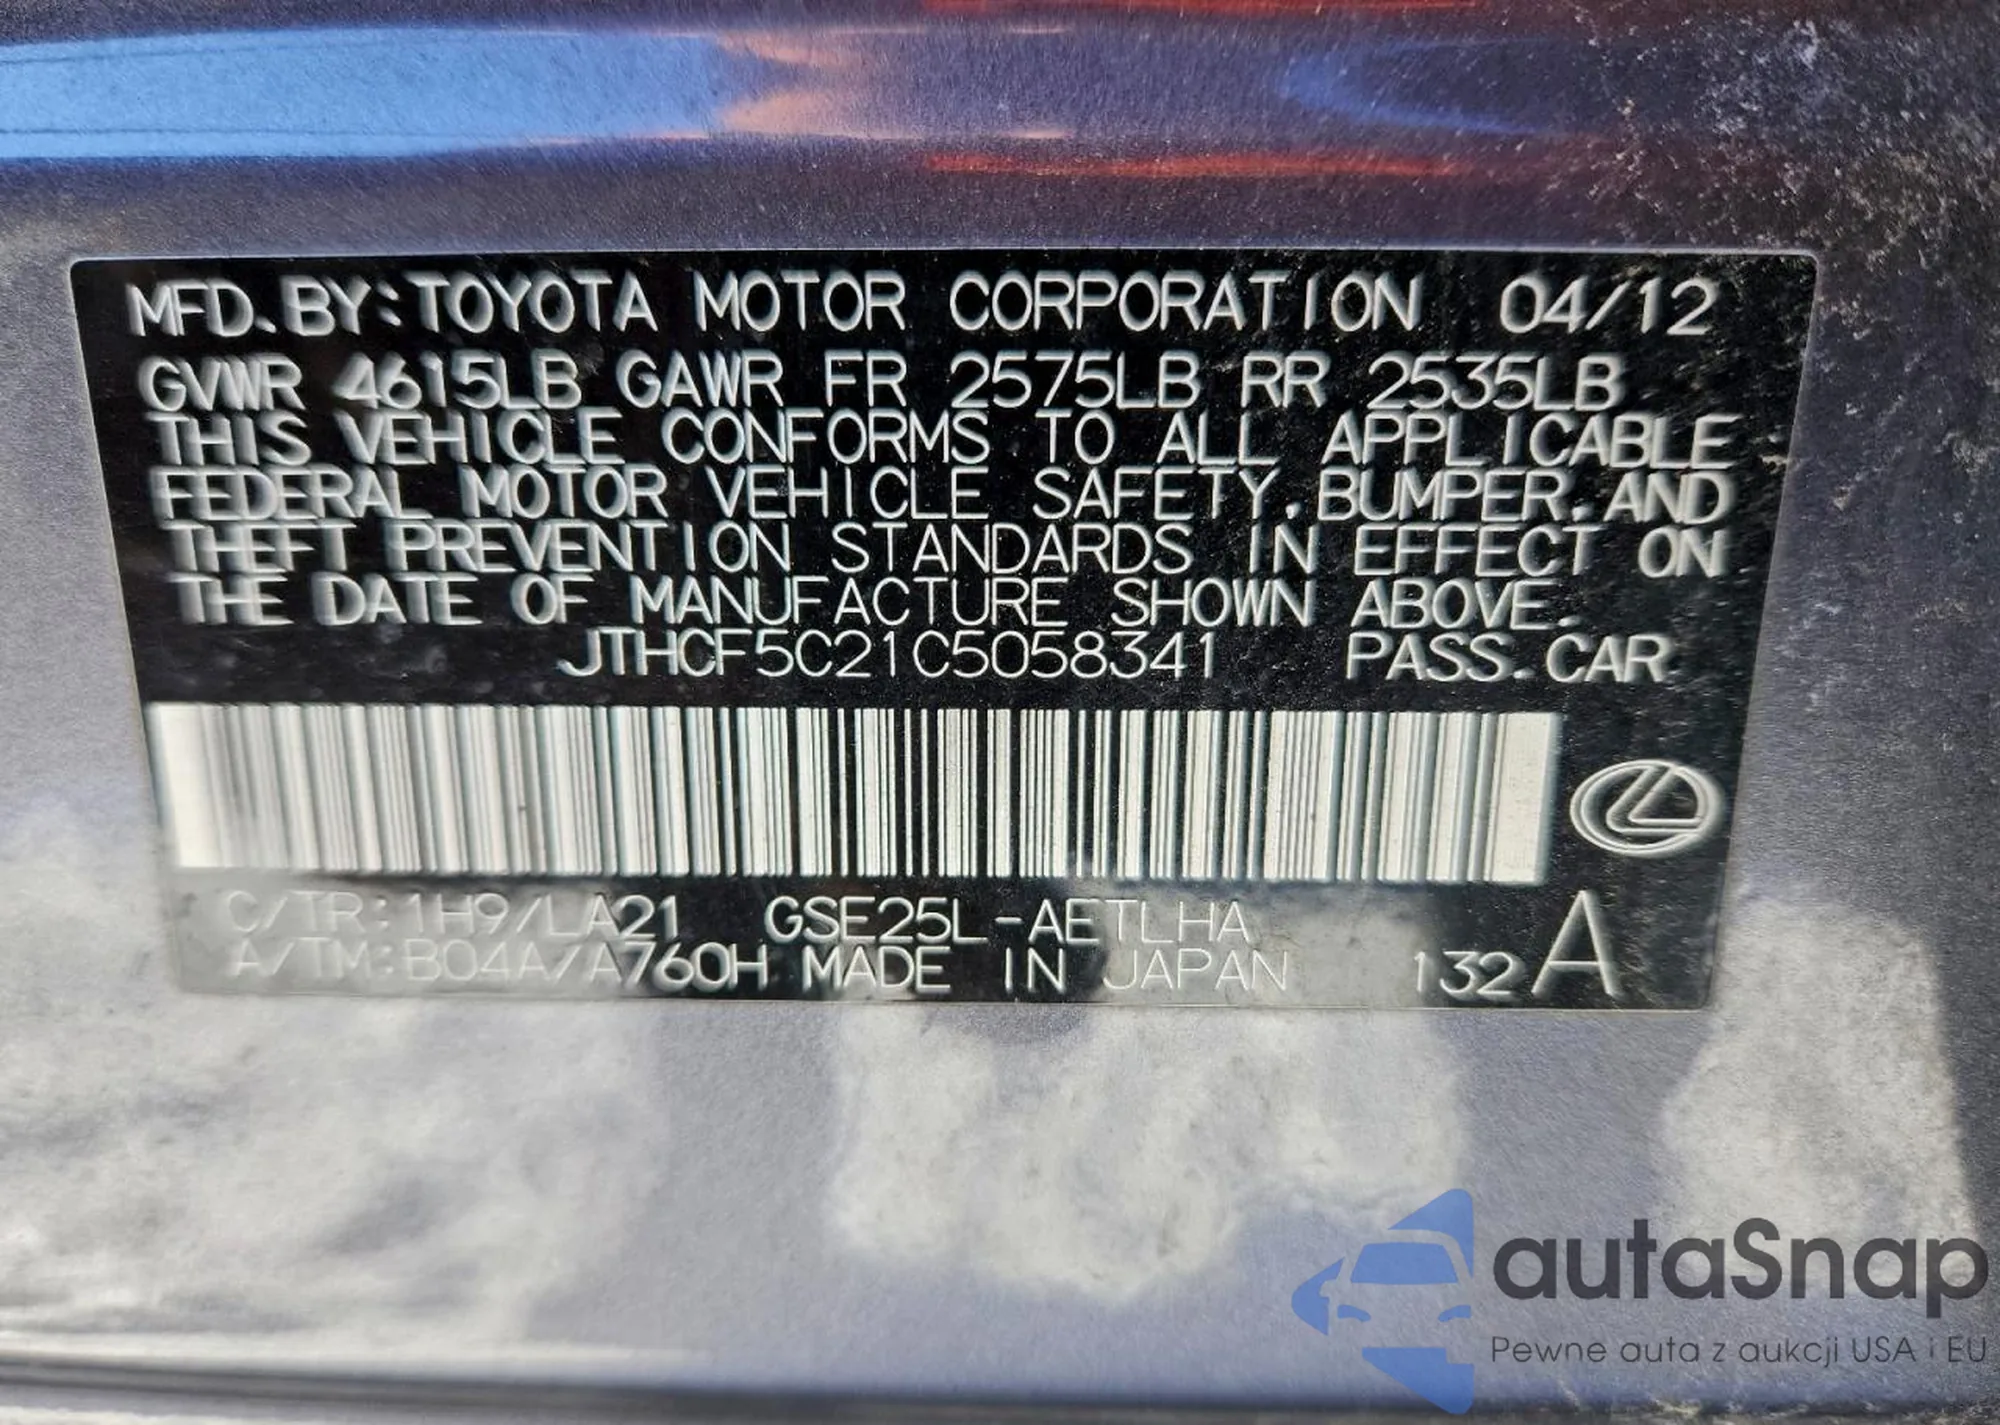 MFD.BY:TOYOTA MOTOR CORPORATION 04/12
GVWR 4615LB GAWR FR 2575LB RR 2535LB
THIS VEHICLE CONFORMS TO ALL APPLICABLE
FEDERAL MOTOR VEHICLE SAFETY.BUMPER.AND
THEFT PREVENTION STANDARDS IN EFFECT ON
THE DATE OF MANUFACTURE SHOWN ABOVE.
JTHCF5C21C5058341 PASS.CAR
C/TR:1H9/LA21 GSE25L-AETLHA
A/TM:B04A/A760H MADE IN JAPAN 132A
autaSnap
Pewne auta z aukcji USA i EU